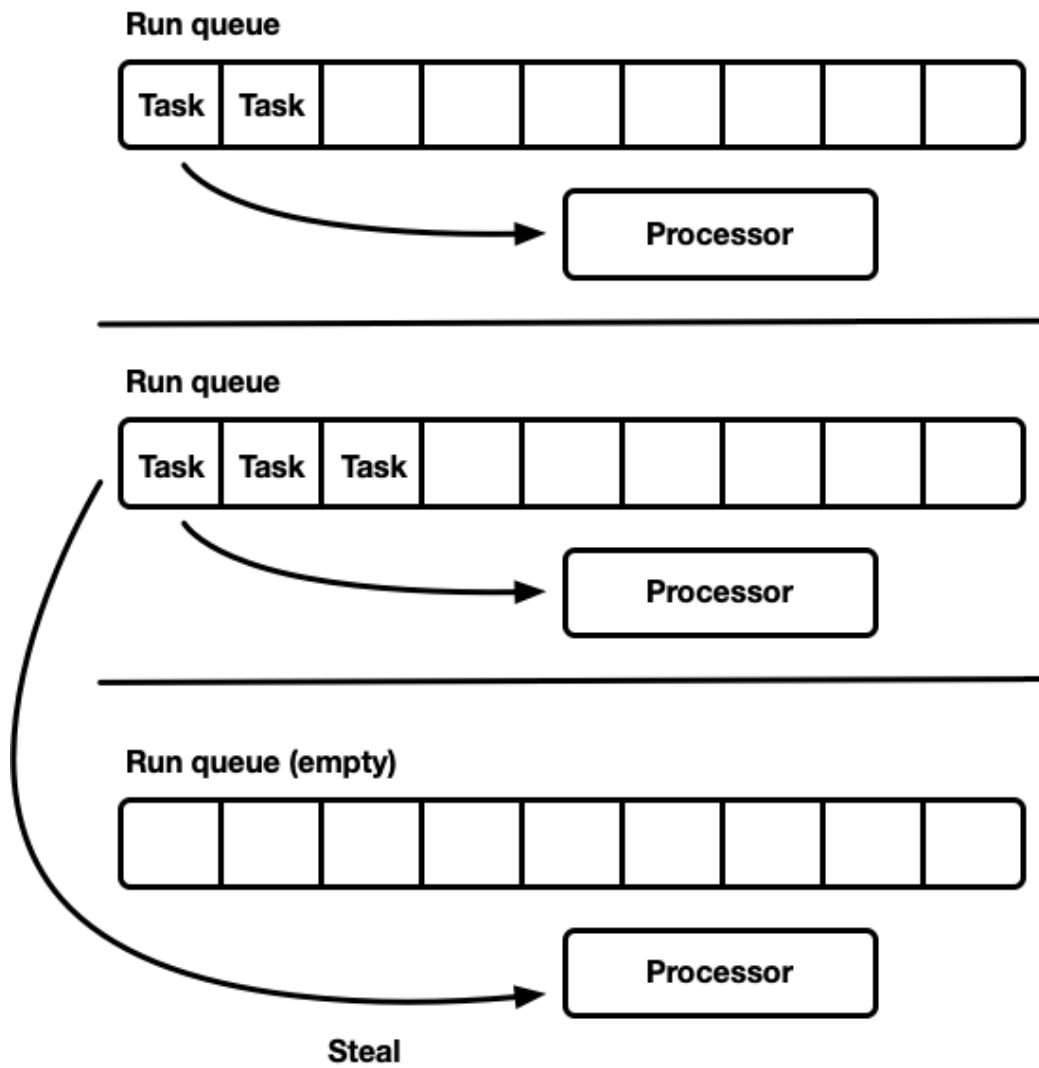 Run queue
Task Task
Processor
Run queue
Task Task Task
Processor
Run queue (empty)
Processor
Steal